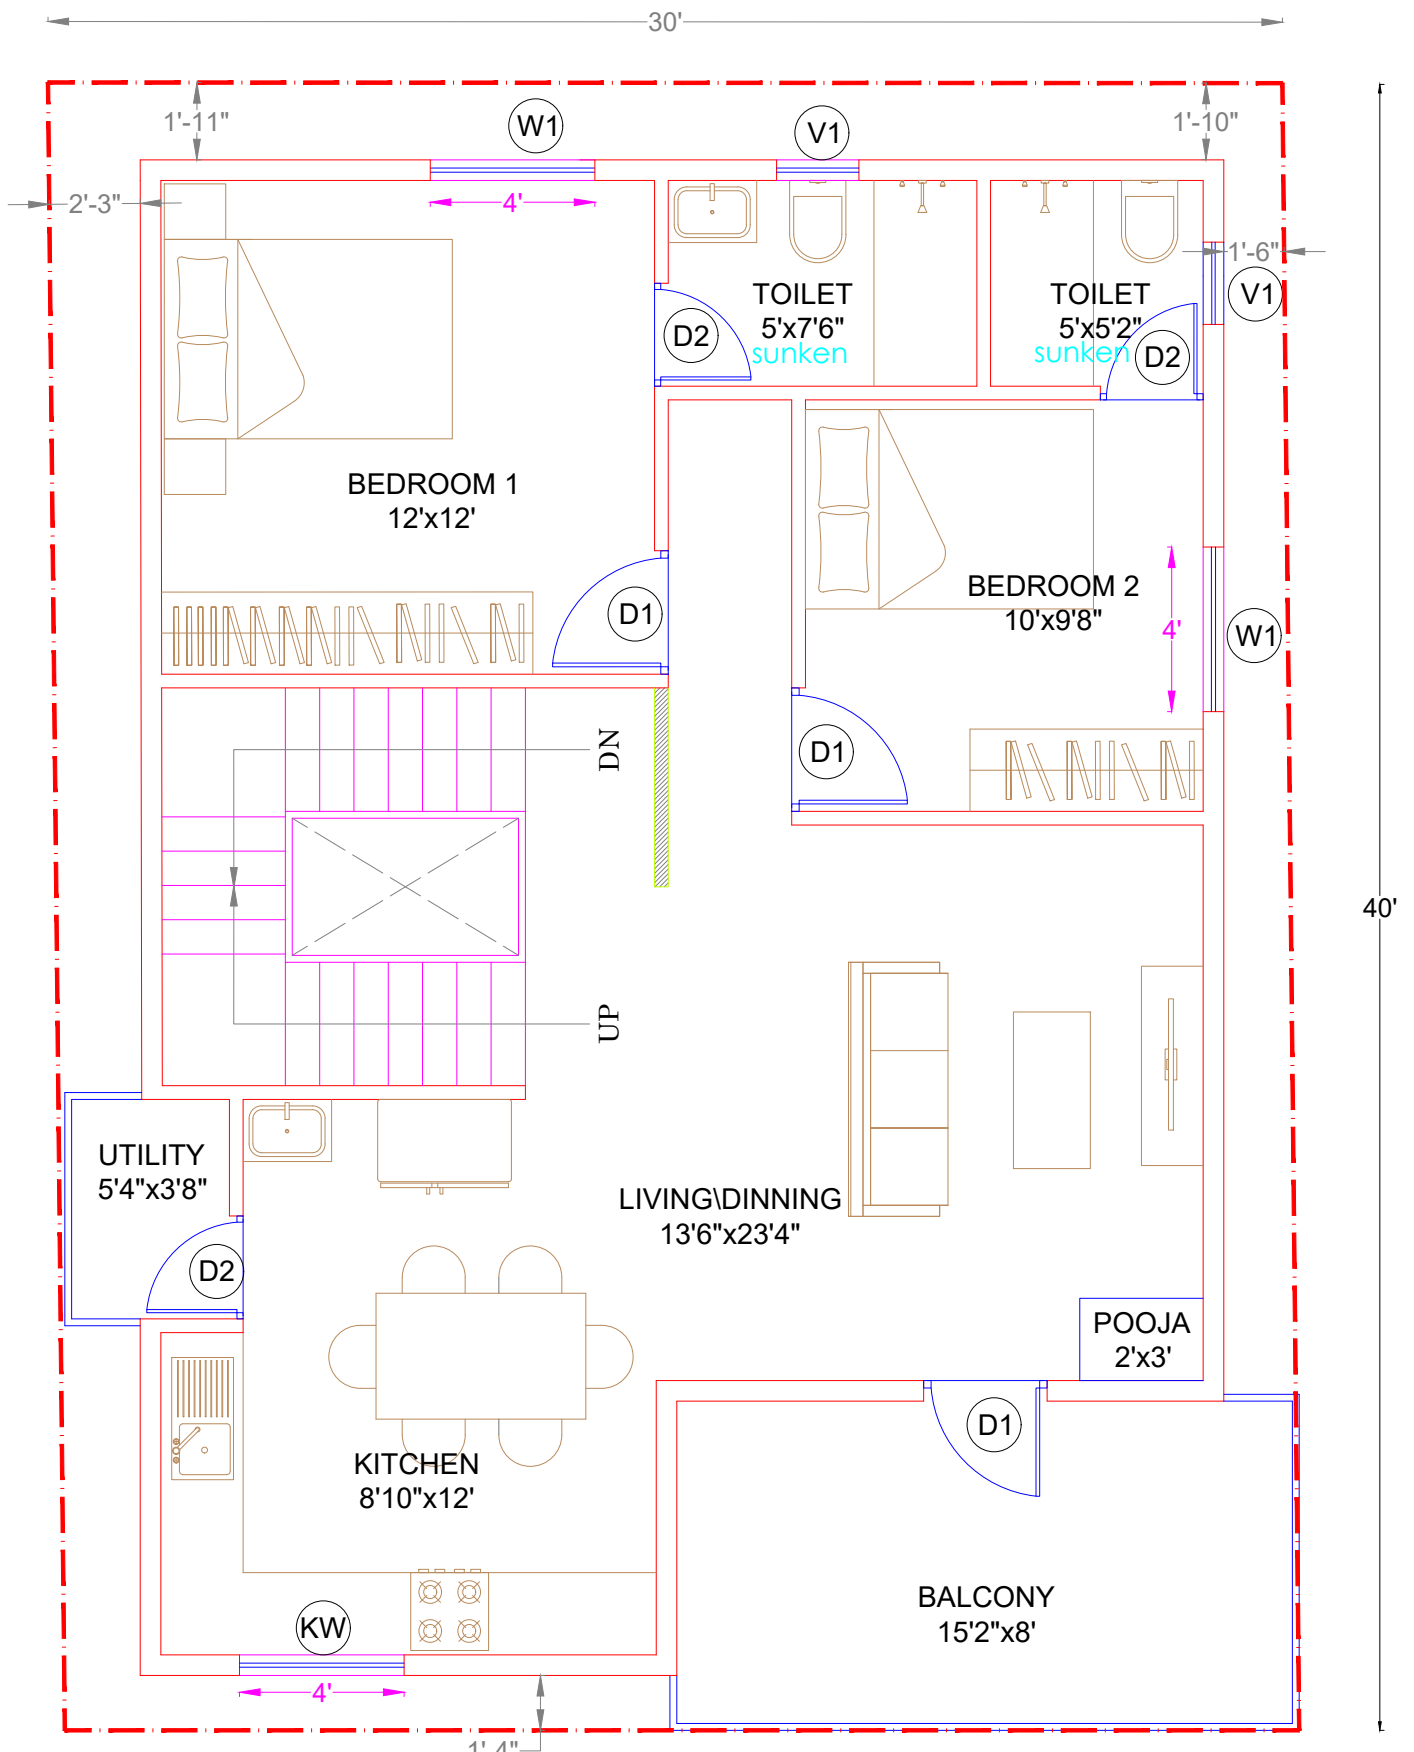 30'
1'-11"
W1
V1
1'-10"
2'-3"
4'
1'-6"
V1
TOILET
5'x7'6"
sunken
D2
TOILET
5'x5'2"
sunken
D2
BEDROOM 1
12'x12'
D1
BEDROOM 2
10'x9'8"
4'
W1
DN
D1
40'
UP
UTILITY
5'4"x3'8"
LIVING\DINNING
13'6"x23'4"
D2
POOJA
2'x3'
D1
KITCHEN
8'10"x12'
BALCONY
15'2"x8'
KW
4'
1'-4"